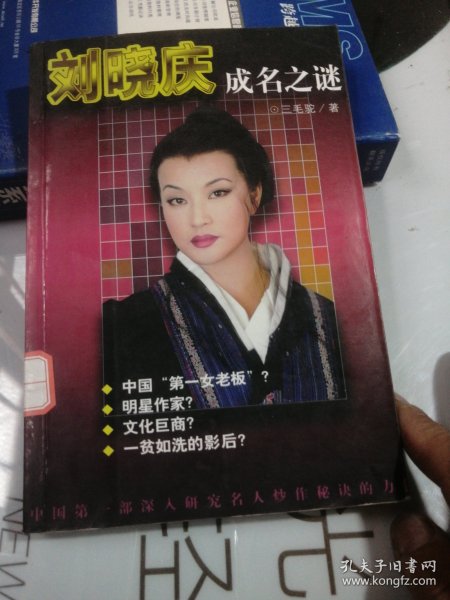 刘晓庆
成名之谜
⊙三毛驼/著
中国“第一女老板”?
明星作家?
文化巨商?
一贫如洗的影后?
中国第一部深入研究名人炒作秘诀的力
NEW
孔夫子旧书网
www.kongfz.com